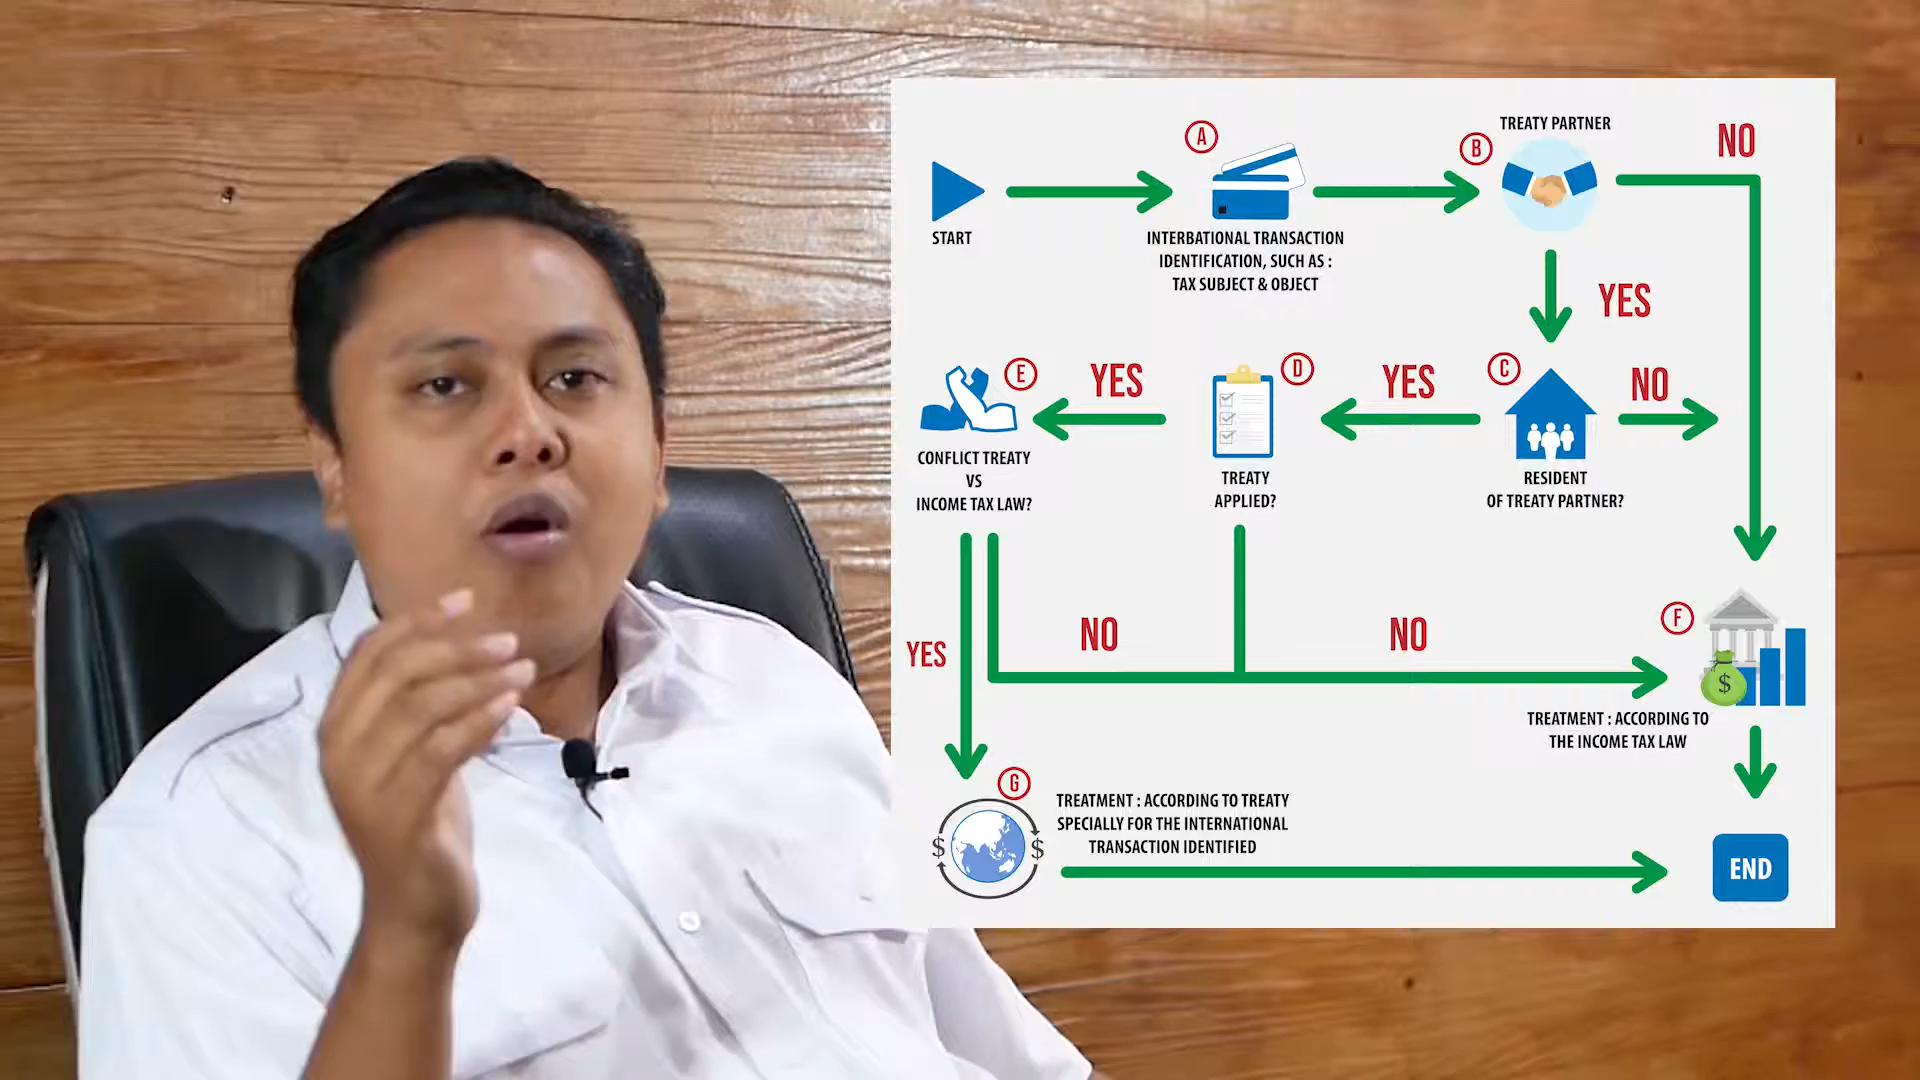 START
A
INTERBATIONAL TRANSACTION
IDENTIFICATION, SUCH AS :
TAX SUBJECT & OBJECT
B
TREATY PARTNER
NO
YES
C
RESIDENT
OF TREATY PARTNER?
NO
YES
D
TREATY
APPLIED?
YES
E
CONFLICT TREATY
VS
INCOME TAX LAW?
YES
NO
NO
F
$
TREATMENT : ACCORDING TO
THE INCOME TAX LAW
G
$
$
TREATMENT : ACCORDING TO TREATY
SPECIALLY FOR THE INTERNATIONAL
TRANSACTION IDENTIFIED
END